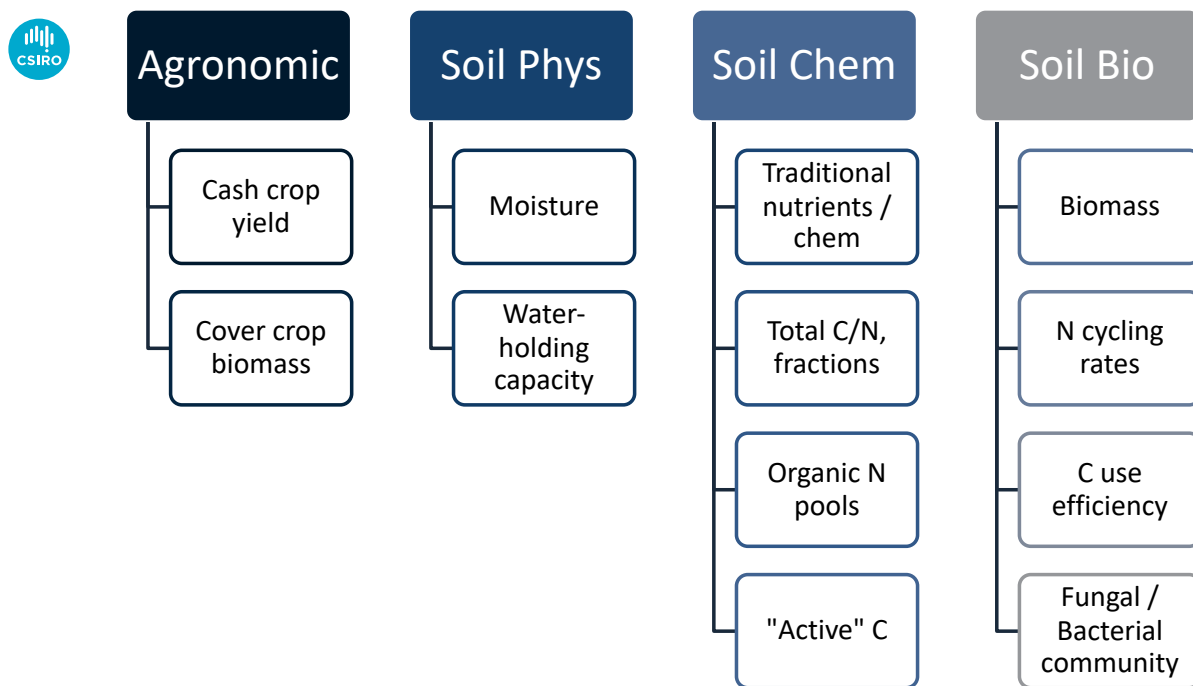 CSIRO
Agronomic
Cash crop
yield
Cover crop
biomass
Soil Phys
Moisture
Water-
holding
capacity
Soil Chem
Traditional
nutrients /
chem
Total C/N,
fractions
Organic N
pools
"Active" C
Soil Bio
Biomass
N cycling
rates
C use
efficiency
Fungal /
Bacterial
community